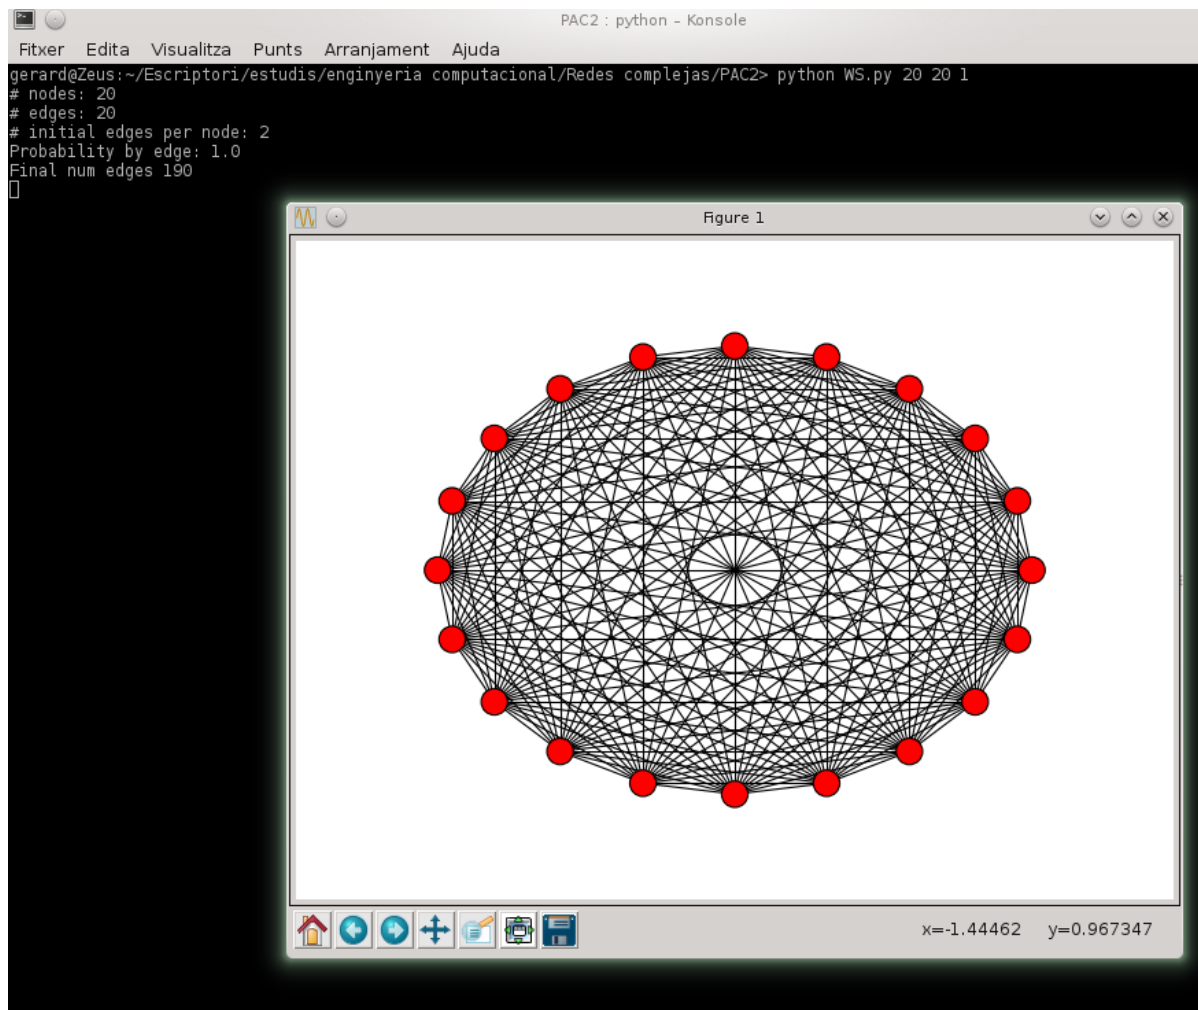 PAC2 : python – Konsole
Fitxer Edita Visualitza Punts Arranjament Ajuda
gerard@Zeus:~/Escriptori/estudis/enginyeria computacional/Redes complejas/PAC2> python WS.py 20 20 1
# nodes: 20
# edges: 20
# initial edges per node: 2
Probability by edge: 1.0
Final num edges 190
Figure 1
x=-1.44462 y=0.967347